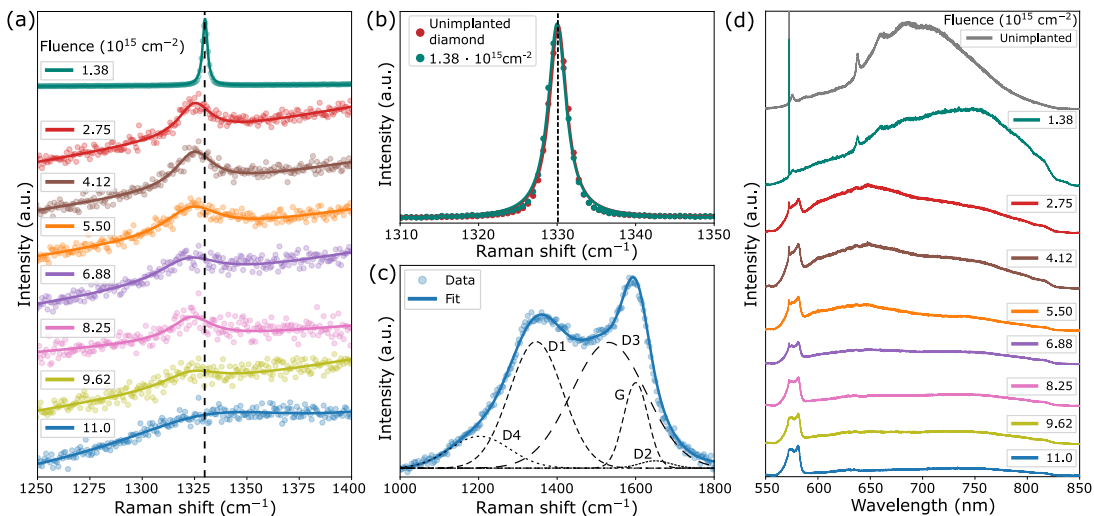 (a)
Fluence (10¹⁵ cm⁻²)
1.38
2.75
4.12
5.50
6.88
8.25
9.62
11.0
Intensity (a.u.)
1250 1275 1300 1325 1350 1375 1400
Raman shift (cm⁻¹)
(b)
Unimplanted
diamond
1.38 · 10¹⁵cm⁻²
Intensity (a.u.)
1310 1320 1330 1340 1350
Raman shift (cm⁻¹)
(c)
Data
Fit
D1
D3
G
D4
D2
Intensity (a.u.)
1000 1200 1400 1600 1800
Raman shift (cm⁻¹)
(d)
Fluence (10¹⁵ cm⁻²)
Unimplanted
1.38
2.75
4.12
5.50
6.88
8.25
9.62
11.0
Intensity (a.u.)
550 600 650 700 750 800 850
Wavelength (nm)